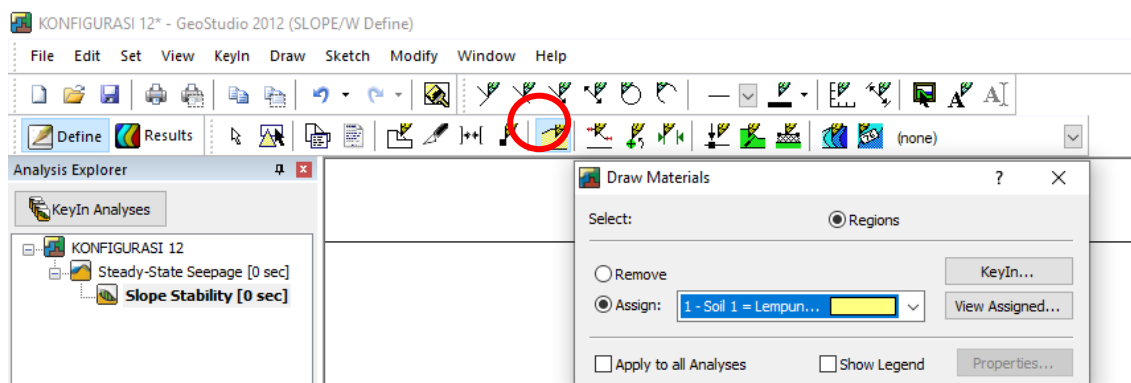 KONFIGURASI 12* - GeoStudio 2012 (SLOPE/W Define)
File Edit Set View KeyIn Draw Sketch Modify Window Help
Define Results (none)
Analysis Explorer
KeyIn Analyses
KONFIGURASI 12
Steady-State Seepage [0 sec]
Slope Stability [0 sec]
Draw Materials ?
Select: Regions
Remove KeyIn...
Assign: 1 - Soil 1 = Lempun... View Assigned...
Apply to all Analyses Show Legend Properties...